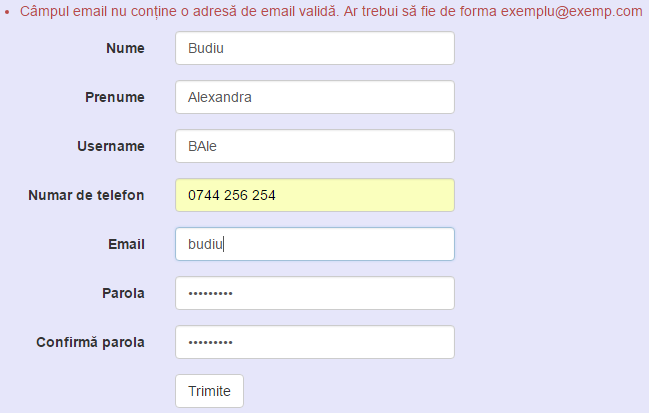 Câmpul email nu conține o adresă de email validă. Ar trebui să fie de forma exemplu@exemp.com
Nume Budiu
Prenume Alexandra
Username BAle
Numar de telefon 0744 256 254
Email budiu
Parola •••••••••
Confirmă parola •••••••••
Trimite